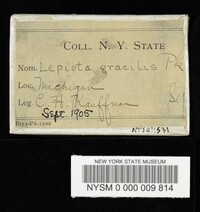 COLL. N. Y. STATE
Nom. Lepiota gracilis Pk
Loc. Michigan
Leg. C. H. Kauffman
Sept. 1905
NEW YORK STATE MUSEUM
NYSM 0 000 009 814